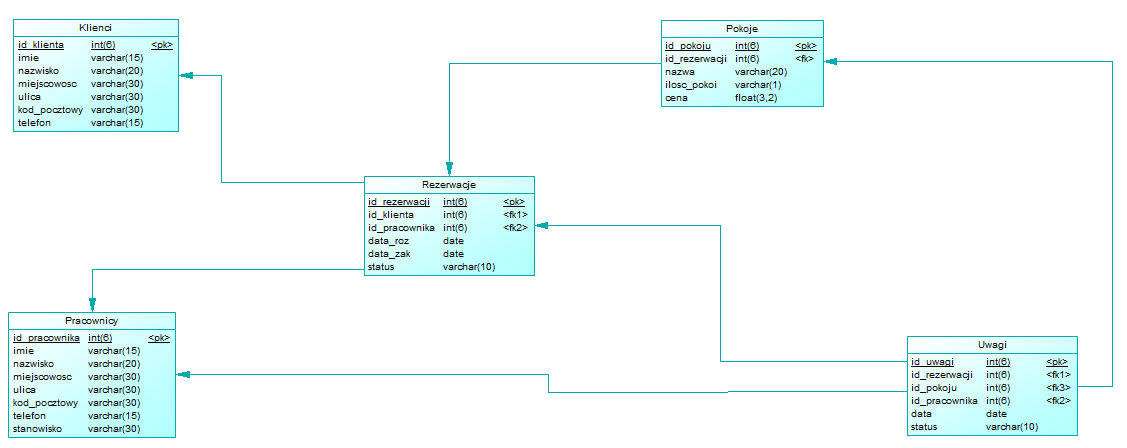 Klienci
id_klienta int(6) <pk>
imie varchar(15)
nazwisko varchar(20)
miejscowosc varchar(30)
ulica varchar(30)
kod_pocztowy varchar(30)
telefon varchar(15)
Pokoje
id_pokoju int(6) <pk>
id_rezerwacji int(6) <fk>
nazwa varchar(20)
ilosc_pokoi varchar(1)
cena float(3,2)
Rezerwacje
id_rezerwacji int(6) <pk>
id_klienta int(6) <fk1>
id_pracownika int(6) <fk2>
data_roz date
data_zak date
status varchar(10)
Pracownicy
id_pracownika int(6) <pk>
imie varchar(15)
nazwisko varchar(20)
miejscowosc varchar(30)
ulica varchar(30)
kod_pocztowy varchar(30)
telefon varchar(15)
stanowisko varchar(30)
Uwagi
id_uwagi int(6) <pk>
id_rezerwacji int(6) <fk1>
id_pokoju int(6) <fk3>
id_pracownika int(6) <fk2>
data date
status varchar(10)